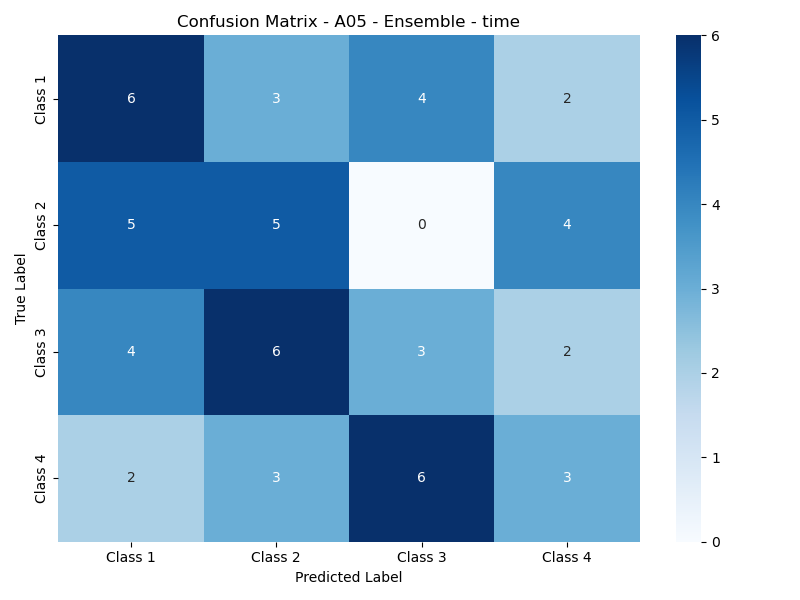 Confusion Matrix - A05 - Ensemble - time
True Label
Class 1
6 3 4 2
Class 2
5 5 0 4
Class 3
4 6 3 2
Class 4
2 3 6 3
Class 1 Class 2 Class 3 Class 4
Predicted Label
6
5
4
3
2
1
0